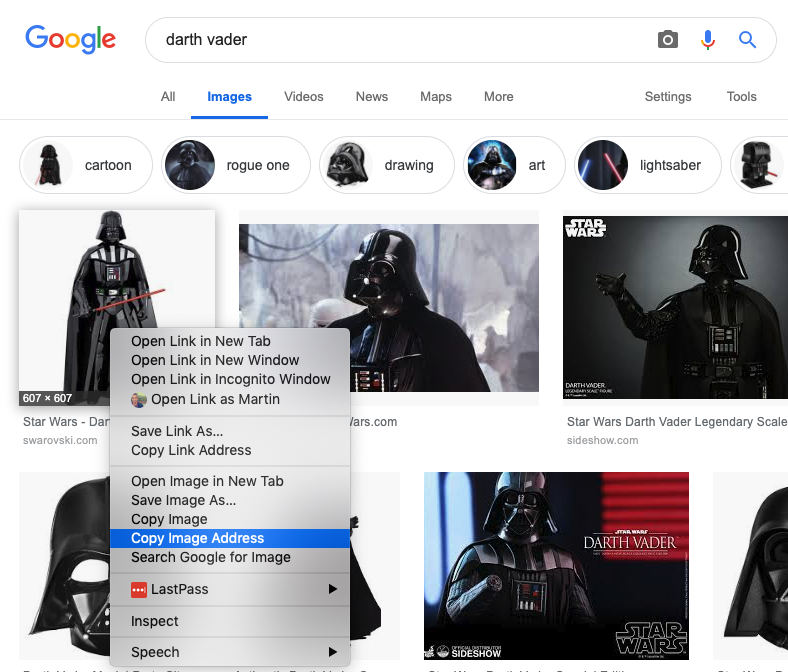 Google
darth vader
All
Images
Videos
News
Maps
More
Settings
Tools
cartoon
rogue one
drawing
art
lightsaber
STAR WARS
DARTH VADER
LEGENDARY SCALE™ FIGURE
607 × 607
Star Wars - Dar
swarovski.com
Wars.com
Star Wars Darth Vader Legendary Scale
sideshow.com
Open Link in New Tab
Open Link in New Window
Open Link in Incognito Window
Open Link as Martin
Save Link As...
Copy Link Address
Open Image in New Tab
Save Image As...
Copy Image
Copy Image Address
Search Google for Image
LastPass
Inspect
Speech
STAR WARS
DARTH VADER
OFFICIAL DISTRIBUTOR
SIDESHOW
STAR WARS